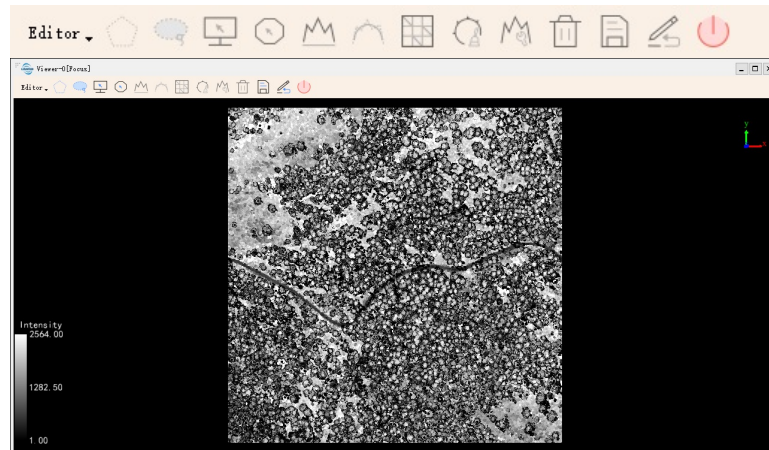 Editor
Viewer-0[Focus]
Editor
y
x
Intensity
2564.00
1282.50
1.00